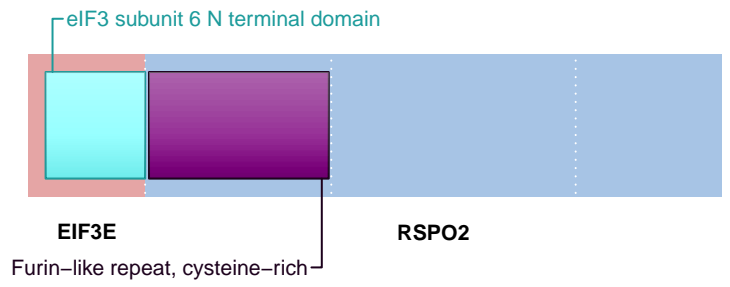 eIF3 subunit 6 N terminal domain
EIF3E
RSPO2
Furin−like repeat, cysteine−rich